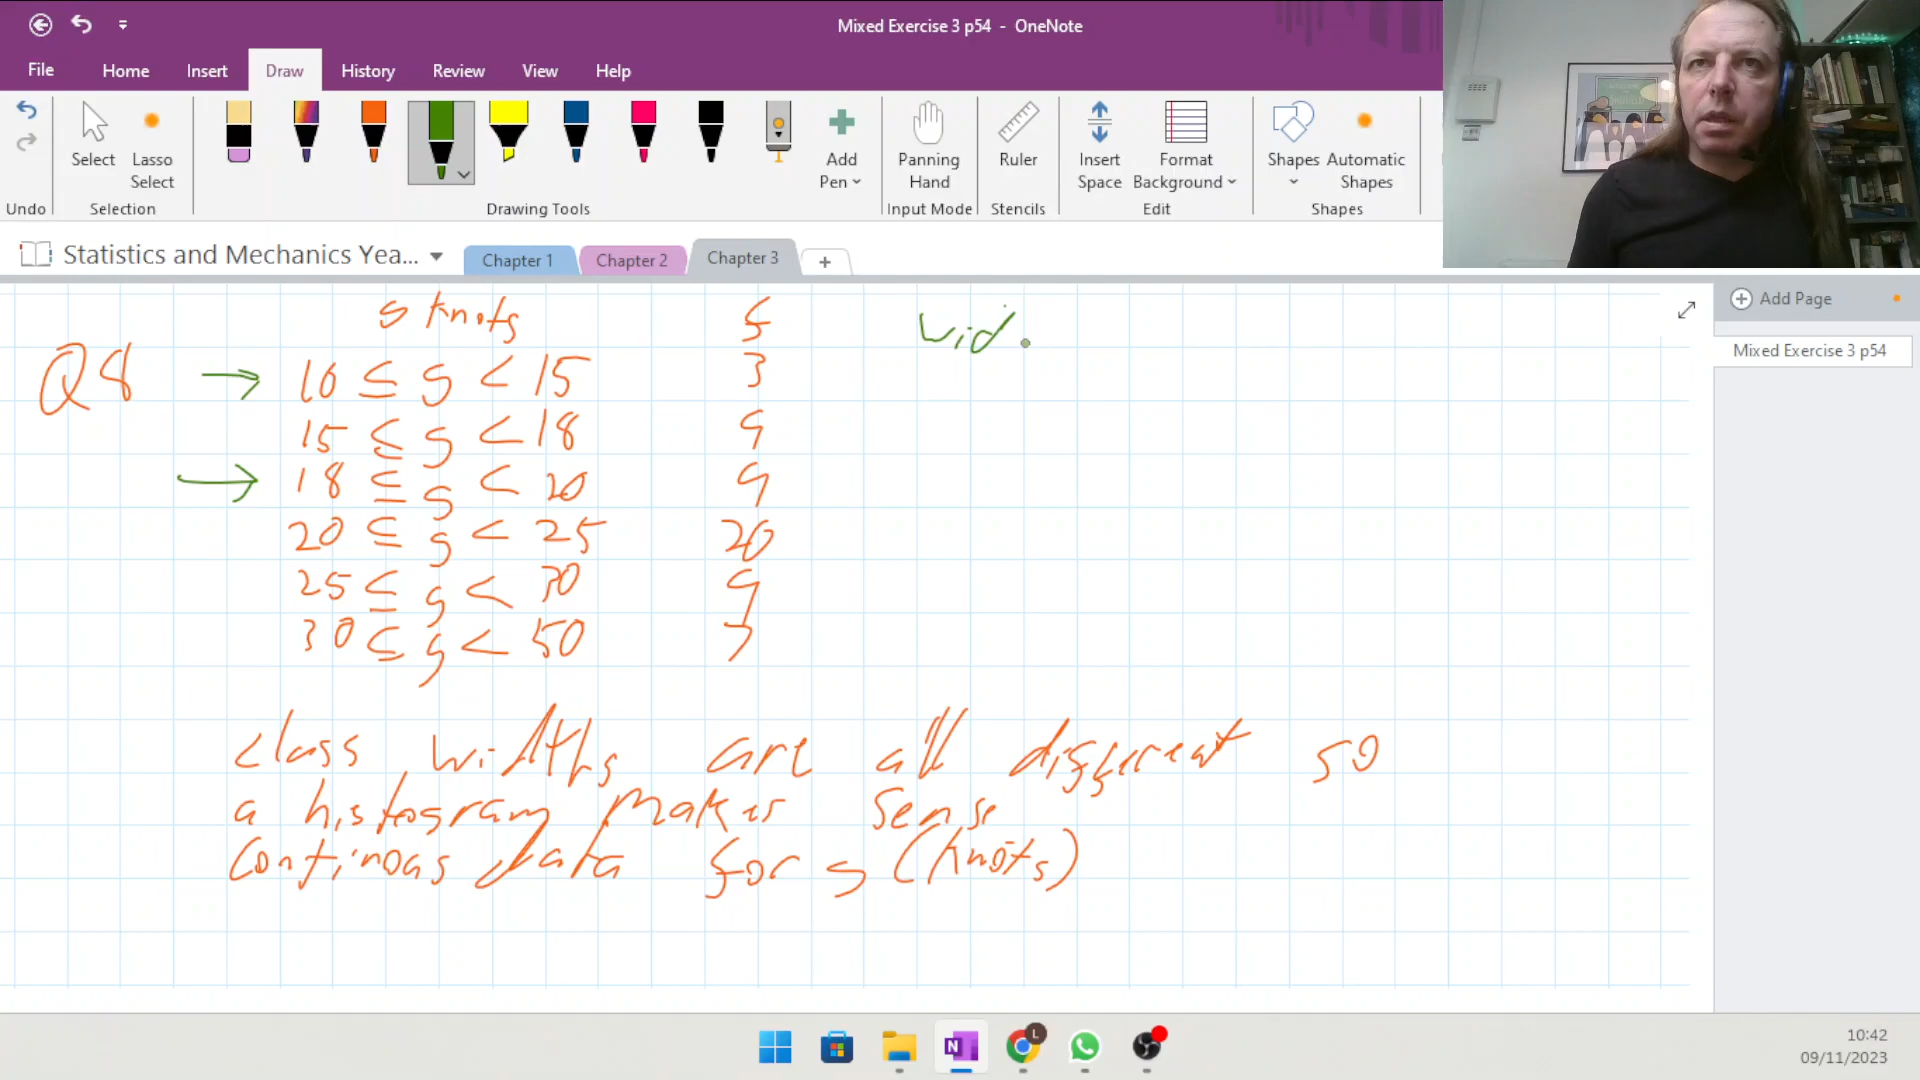 Mixed Exercise 3 p54 - OneNote
File Home Insert Draw History Review View Help
Select Lasso Select Add Pen Panning Hand Ruler Insert Space Format Background Shapes Automatic Shapes
Undo Selection Drawing Tools Input Mode Stencils Edit Shapes
Statistics and Mechanics Yea... Chapter 1 Chapter 2 Chapter 3 +
Add Page
Mixed Exercise 3 p54
s knots f wid
Q8 → 10 ≤ s < 15 3
15 ≤ s < 18 9
→ 18 ≤ s < 20 9
20 ≤ s < 25 20
25 ≤ s < 30 9
30 ≤ s < 50 7
class widths are all different so
a histogram makes sense
continous data for s (knots)
L
N
10:42
09/11/2023